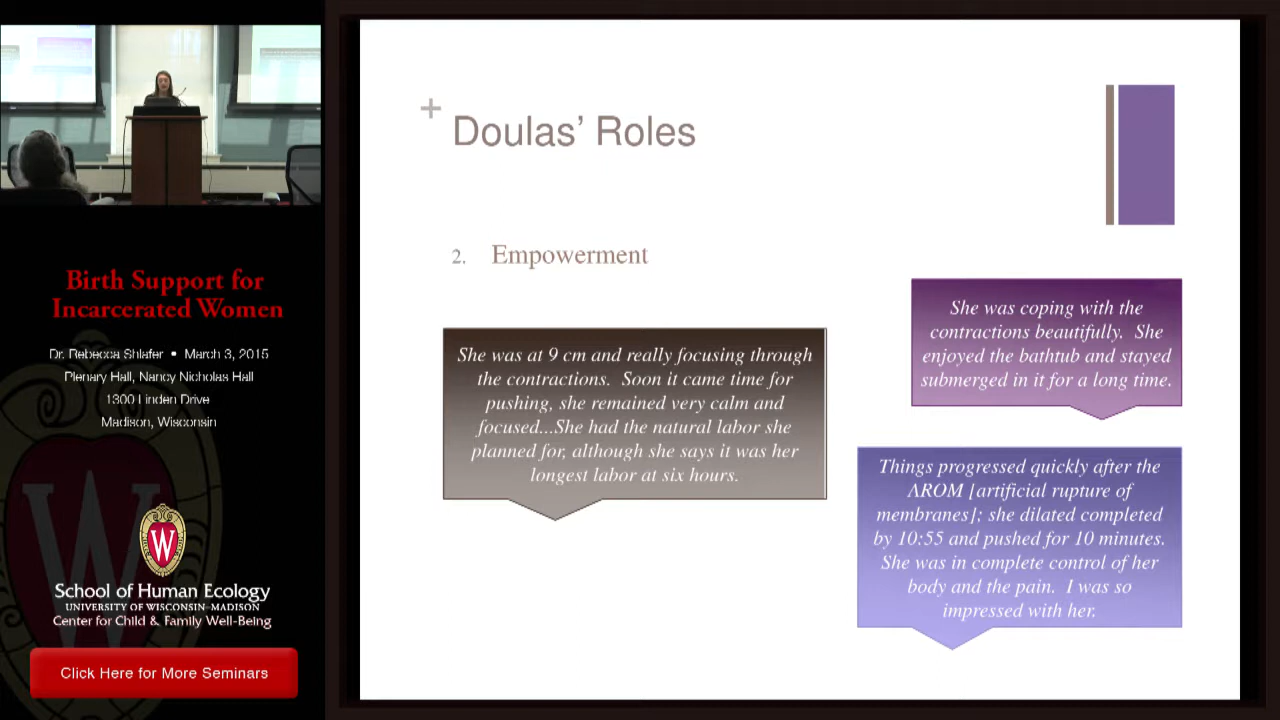 Birth Support for
Incarcerated Women
Dr. Rebecca Shlafer • March 3, 2015
Plenary Hall, Nancy Nicholas Hall
1300 Linden Drive
Madison, Wisconsin
W
School of Human Ecology
UNIVERSITY OF WISCONSIN-MADISON
Center for Child & Family Well-Being
Click Here for More Seminars
+
Doulas’ Roles
2. Empowerment
She was at 9 cm and really focusing through
the contractions. Soon it came time for
pushing, she remained very calm and
focused...She had the natural labor she
planned for, although she says it was her
longest labor at six hours.
She was coping with the
contractions beautifully. She
enjoyed the bathtub and stayed
submerged in it for a long time.
Things progressed quickly after the
AROM [artificial rupture of
membranes]; she dilated completed
by 10:55 and pushed for 10 minutes.
She was in complete control of her
body and the pain. I was so
impressed with her.